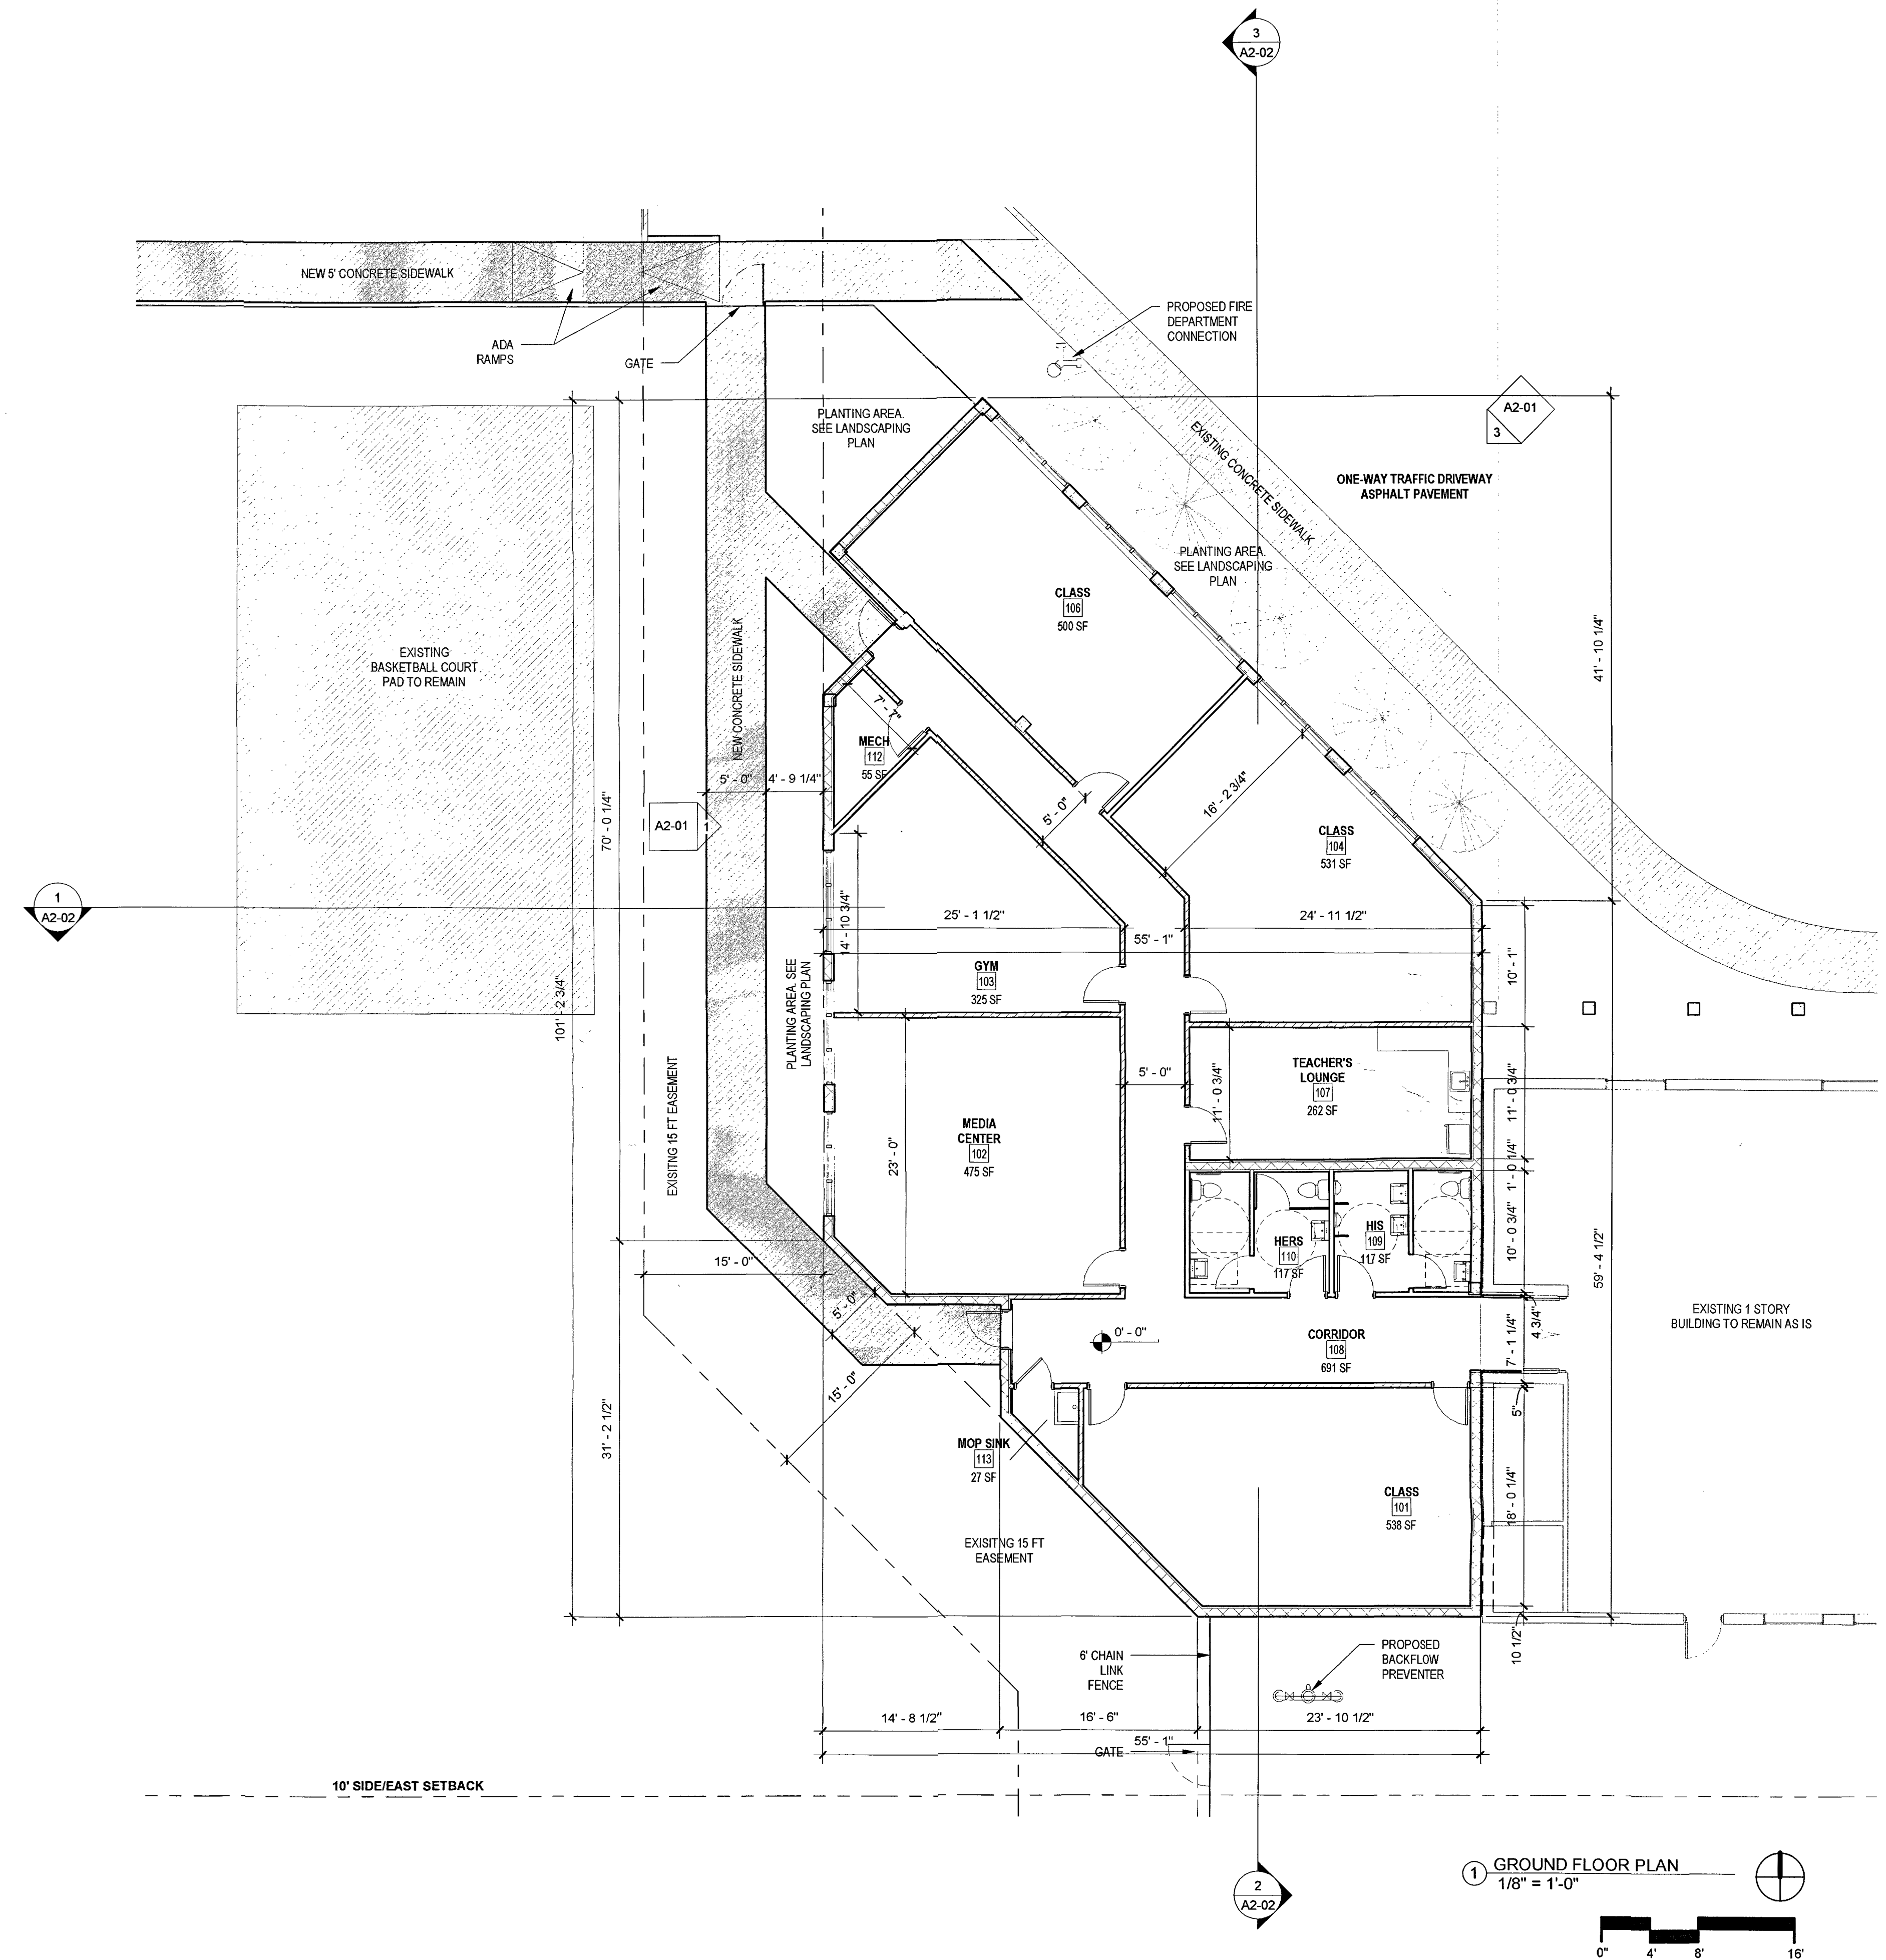 3
A2-02
NEW 5' CONCRETE SIDEWALK
ADA
RAMPS
GATE
PROPOSED FIRE
DEPARTMENT
CONNECTION
PLANTING AREA.
SEE LANDSCAPING
PLAN
A2-01
3
EXISTING CONCRETE SIDEWALK
ONE-WAY TRAFFIC DRIVEWAY
ASPHALT PAVEMENT
PLANTING AREA.
SEE LANDSCAPING
PLAN
CLASS
106
500 SF
41' - 10 1/4"
EXISTING
BASKETBALL COURT
PAD TO REMAIN
NEW CONCRETE SIDEWALK
7' - 7"
MECH
112
55 SF
5' - 0"
4' - 9 1/4"
70' - 0 1/4"
A2-01
1
5' - 0"
16' - 2 3/4"
CLASS
104
531 SF
1
A2-02
14' - 10 3/4"
25' - 1 1/2"
24' - 11 1/2"
55' - 1"
10' - 1"
GYM
103
325 SF
101' - 2 3/4"
PLANTING AREA. SEE
LANDSCAPING PLAN
EXISITNG 15 FT EASEMENT
5' - 0"
TEACHER'S
LOUNGE
107
262 SF
11' - 0 3/4"
11' - 0 3/4"
MEDIA
CENTER
102
475 SF
23' - 0"
1' - 0 1/4"
10' - 0 3/4"
HERS
110
117 SF
HIS
109
117 SF
59' - 4 1/2"
15' - 0"
5' - 0"
15' - 0"
0' - 0"
CORRIDOR
108
691 SF
7' - 1 1/4"
4 3/4"
EXISTING 1 STORY
BUILDING TO REMAIN AS IS
5"
31' - 2 1/2"
MOP SINK
113
27 SF
CLASS
101
538 SF
18' - 0 1/4"
EXISITNG 15 FT
EASEMENT
10 1/2"
6' CHAIN
LINK
FENCE
PROPOSED
BACKFLOW
PREVENTER
14' - 8 1/2"
16' - 6"
23' - 10 1/2"
55' - 1"
GATE
10' SIDE/EAST SETBACK
2
A2-02
1
GROUND FLOOR PLAN
1/8" = 1'-0"
0"
4'
8'
16'